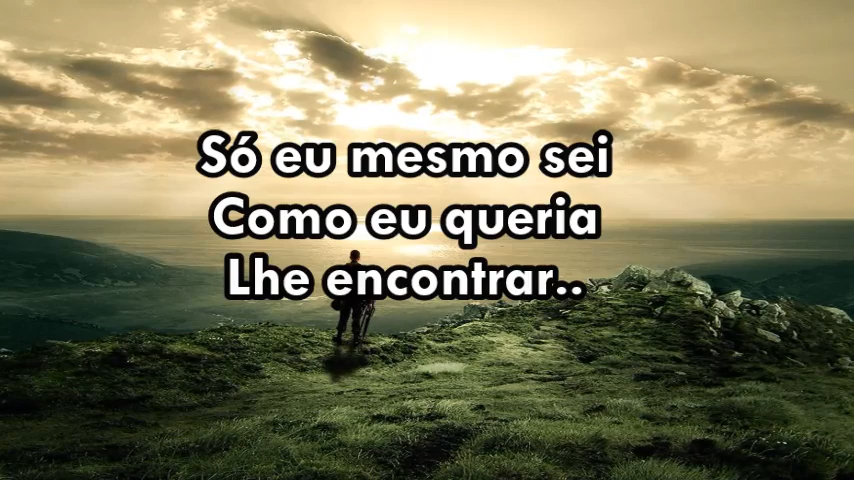 Só eu mesmo sei
Como eu queria
Lhe encontrar..